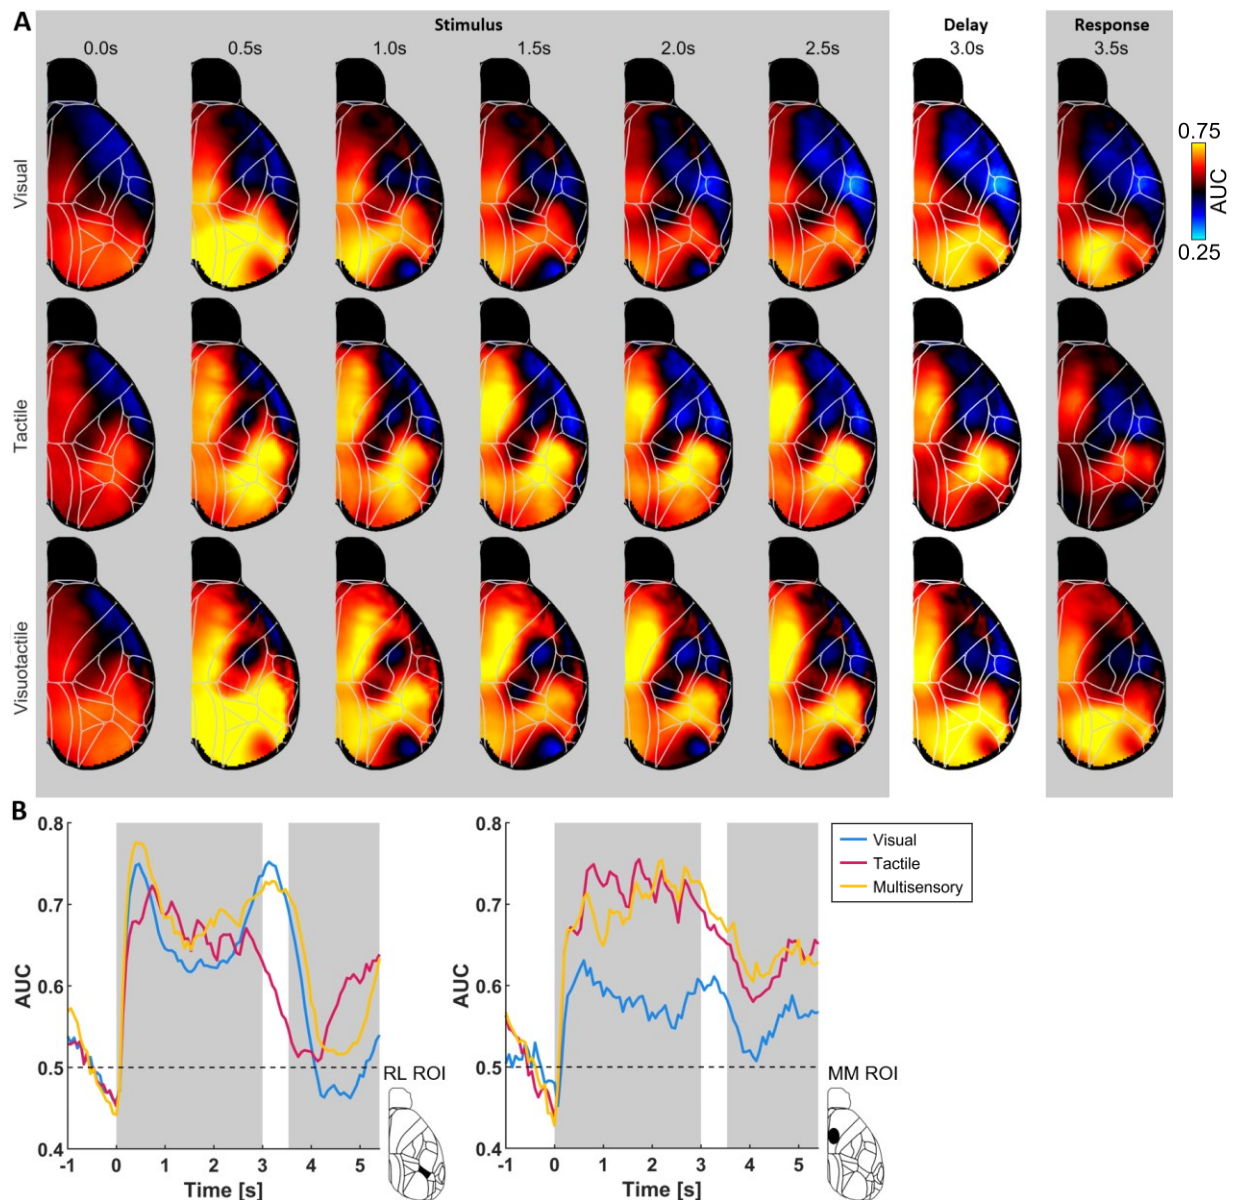 A
Stimulus Delay Response
0.0s 0.5s 1.0s 1.5s 2.0s 2.5s 3.0s 3.5s
Visual
0.75
AUC
0.25
Tactile
Visuotactile
B
0.8
0.7
0.6
0.5
0.4
AUC
-1 0 1 2 3 4 5
Time [s]
RL ROI
0.8
0.7
0.6
0.5
0.4
AUC
-1 0 1 2 3 4 5
Time [s]
MM ROI
Visual
Tactile
Multisensory